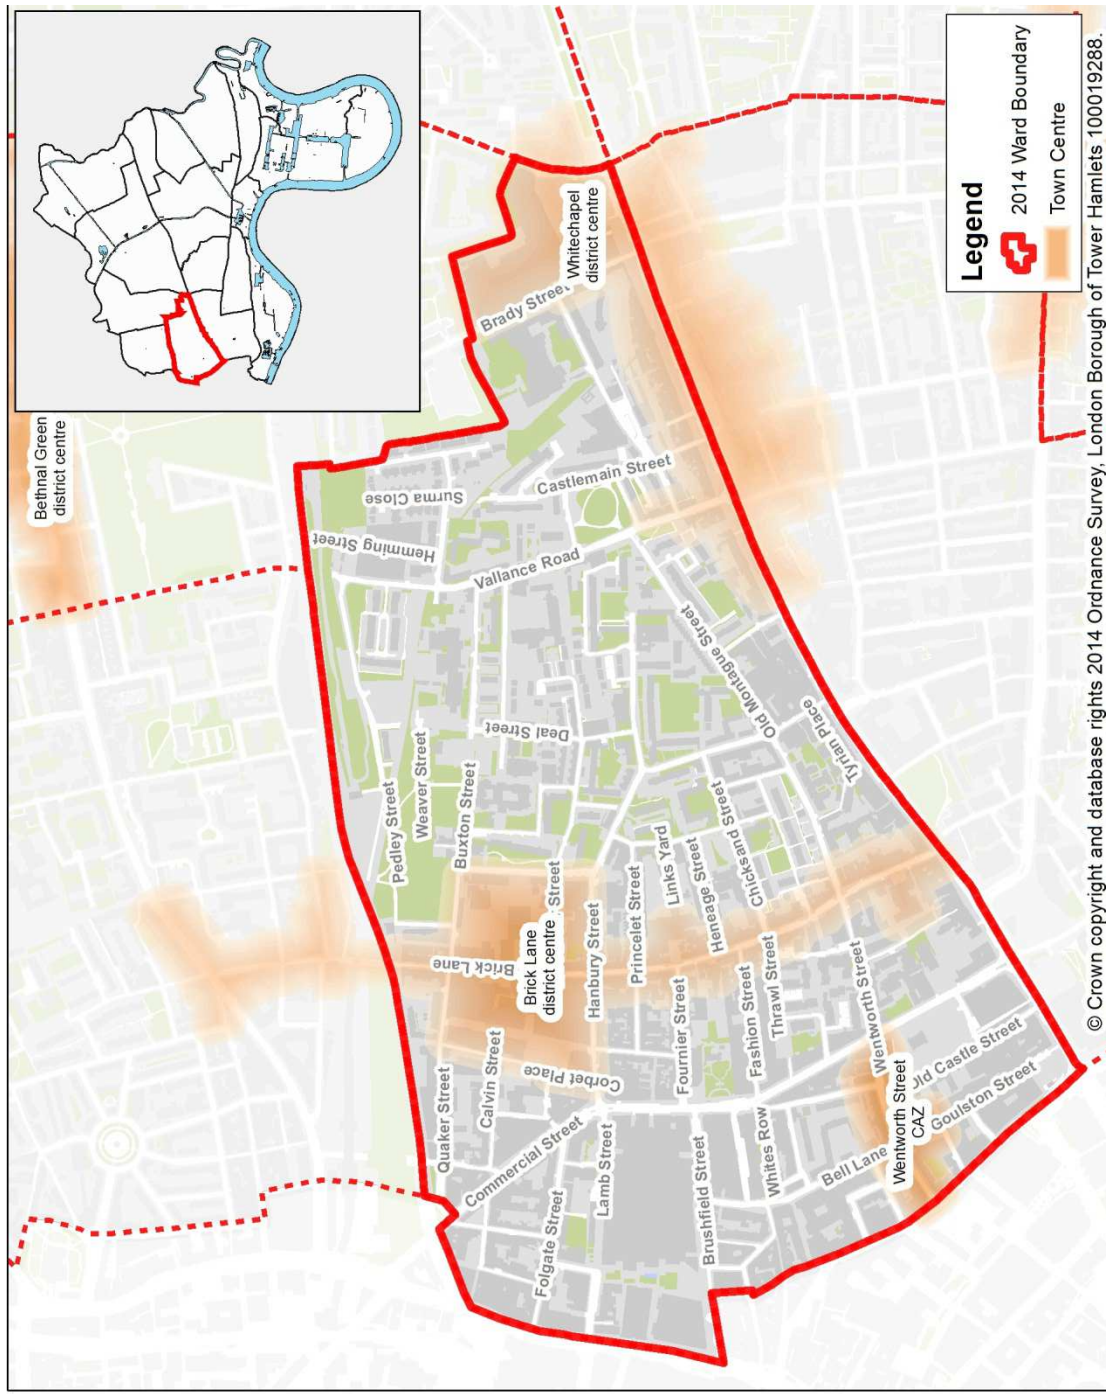 Bethnal Green
district centre
Whitechapel
district centre
Brady Street
Castlemain Street
Surma Close
Hemming Street
Vallance Road
Old Montague Street
Tyrian Place
Deal Street
Pedley Street
Weaver Street
Buxton Street
Street
Links Yard
Heneage Street
Chicksand Street
Princelet Street
Hanbury Street
Brick Lane
Brick Lane
district centre
Fournier Street
Fashion Street
Thrawl Street
Wentworth Street
Quaker Street
Calvin Street
Corbet Place
Commercial Street
Folgate Street
Lamb Street
Brushfield Street
Whites Row
Bell Lane
Wentworth Street
CAZ
Old Castle Street
Goulston Street
Legend
2014 Ward Boundary
Town Centre
© Crown copyright and database rights 2014 Ordnance Survey, London Borough of Tower Hamlets 100019288.